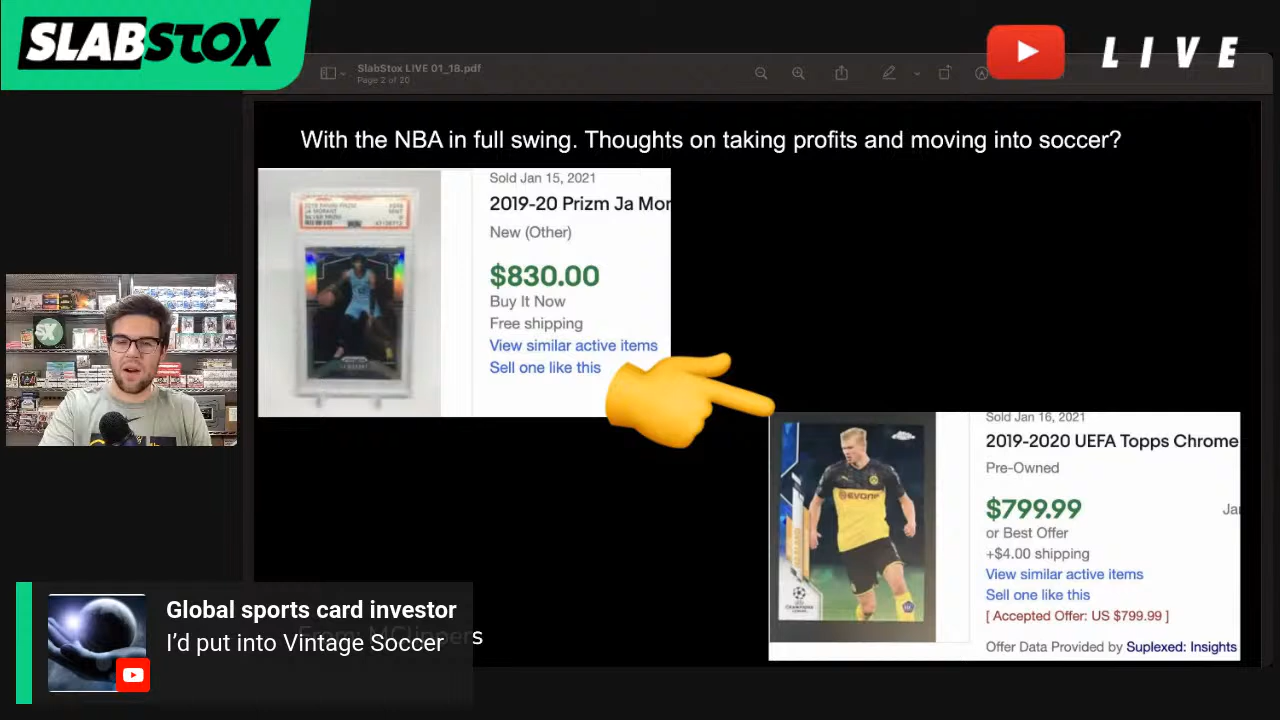 SLABSTOX
LIVE
SlabStox LIVE 01_18.pdf
Page 2 of 20
With the NBA in full swing. Thoughts on taking profits and moving into soccer?
Sold Jan 15, 2021
2019-20 Prizm Ja Mor
New (Other)
$830.00
Buy It Now
Free shipping
View similar active items
Sell one like this
Sold Jan 16, 2021
2019-2020 UEFA Topps Chrome
Pre-Owned
$799.99
Jar
or Best Offer
+$4.00 shipping
View similar active items
Sell one like this
[ Accepted Offer: US $799.99 ]
Offer Data Provided by Suplexed: Insights
EVONIK
SX
Global sports card investor
I'd put into Vintage Soccer